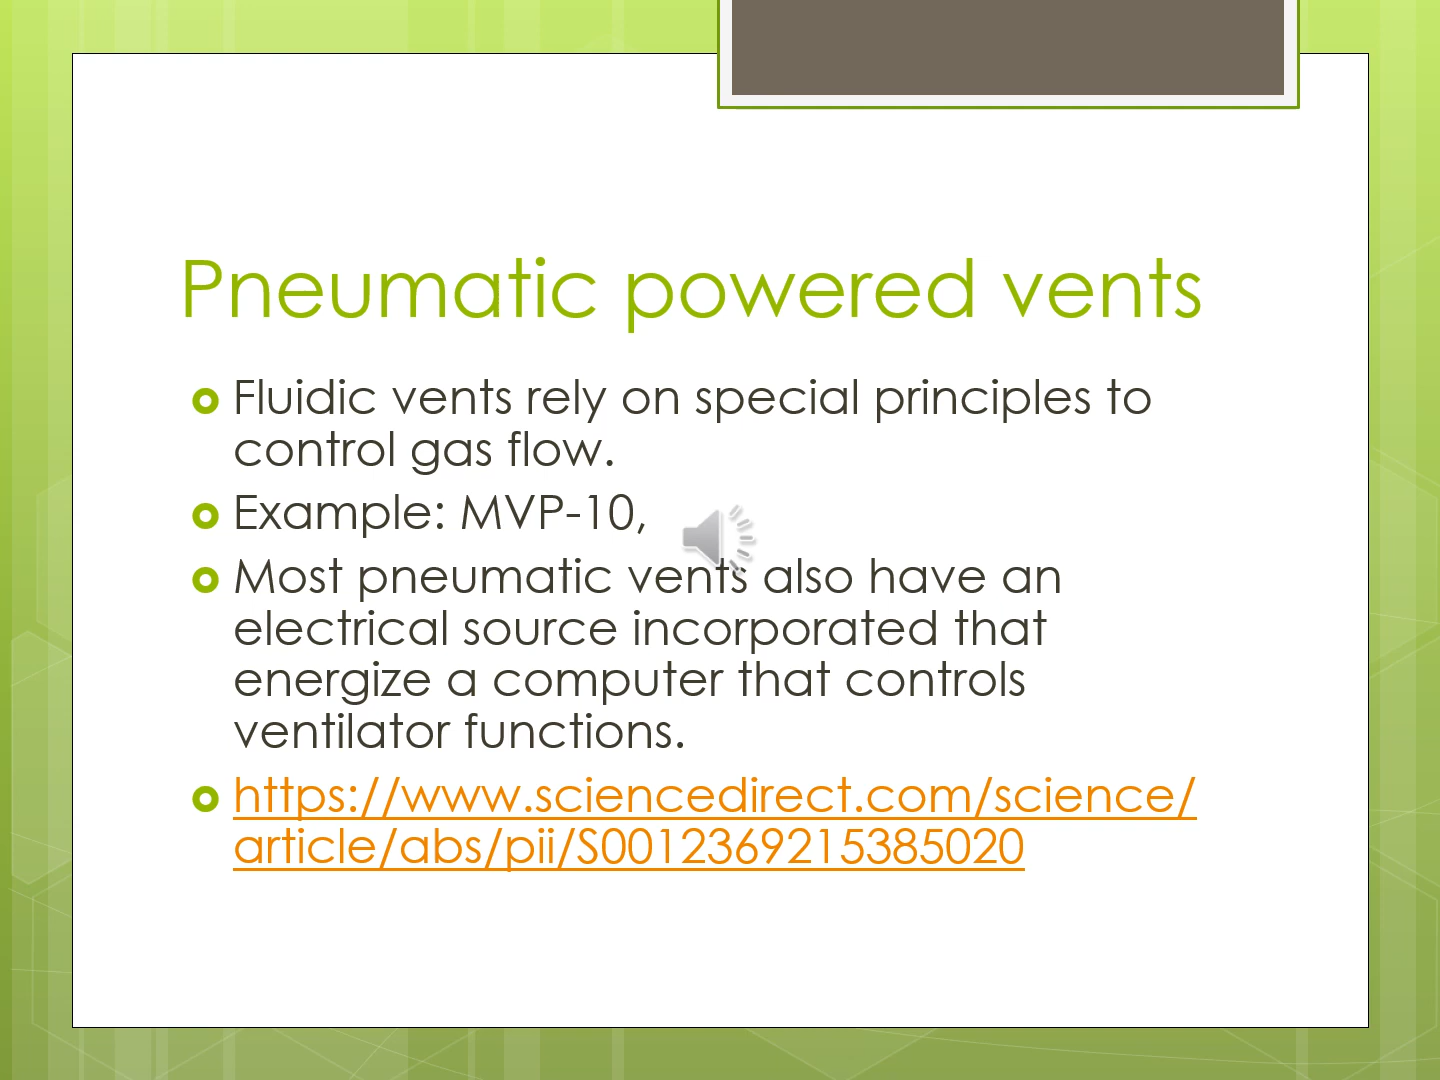 Pneumatic powered vents
Fluidic vents rely on special principles to
control gas flow.
Example: MVP-10,
Most pneumatic vents also have an
electrical source incorporated that
energize a computer that controls
ventilator functions.
https://www.sciencedirect.com/science/
article/abs/pii/S0012369215385020